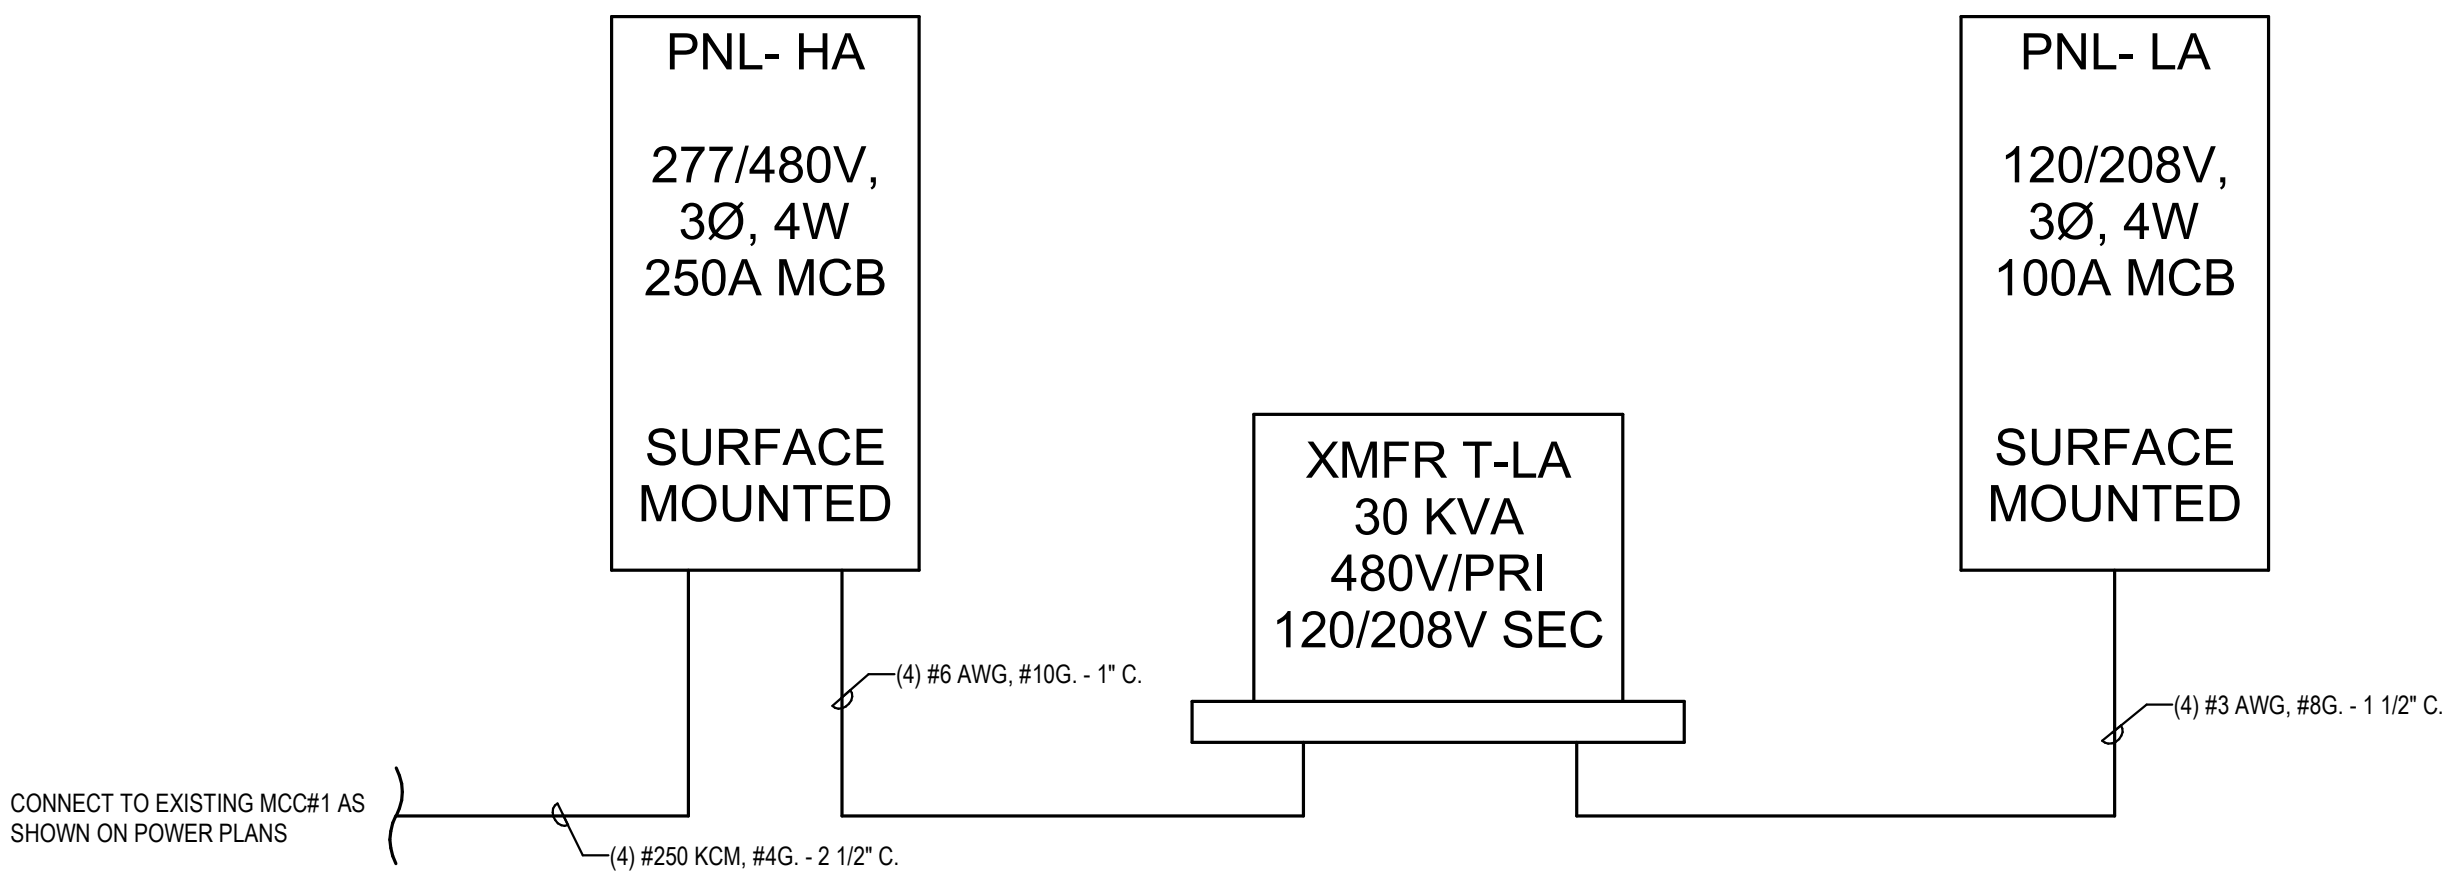 PNL- HA
277/480V,
3Ø, 4W
250A MCB
SURFACE
MOUNTED
PNL- LA
120/208V,
3Ø, 4W
100A MCB
SURFACE
MOUNTED
XMFR T-LA
30 KVA
480V/PRI
120/208V SEC
(4) #6 AWG, #10G. - 1" C.
(4) #3 AWG, #8G. - 1 1/2" C.
CONNECT TO EXISTING MCC#1 AS
SHOWN ON POWER PLANS
(4) #250 KCM, #4G. - 2 1/2" C.